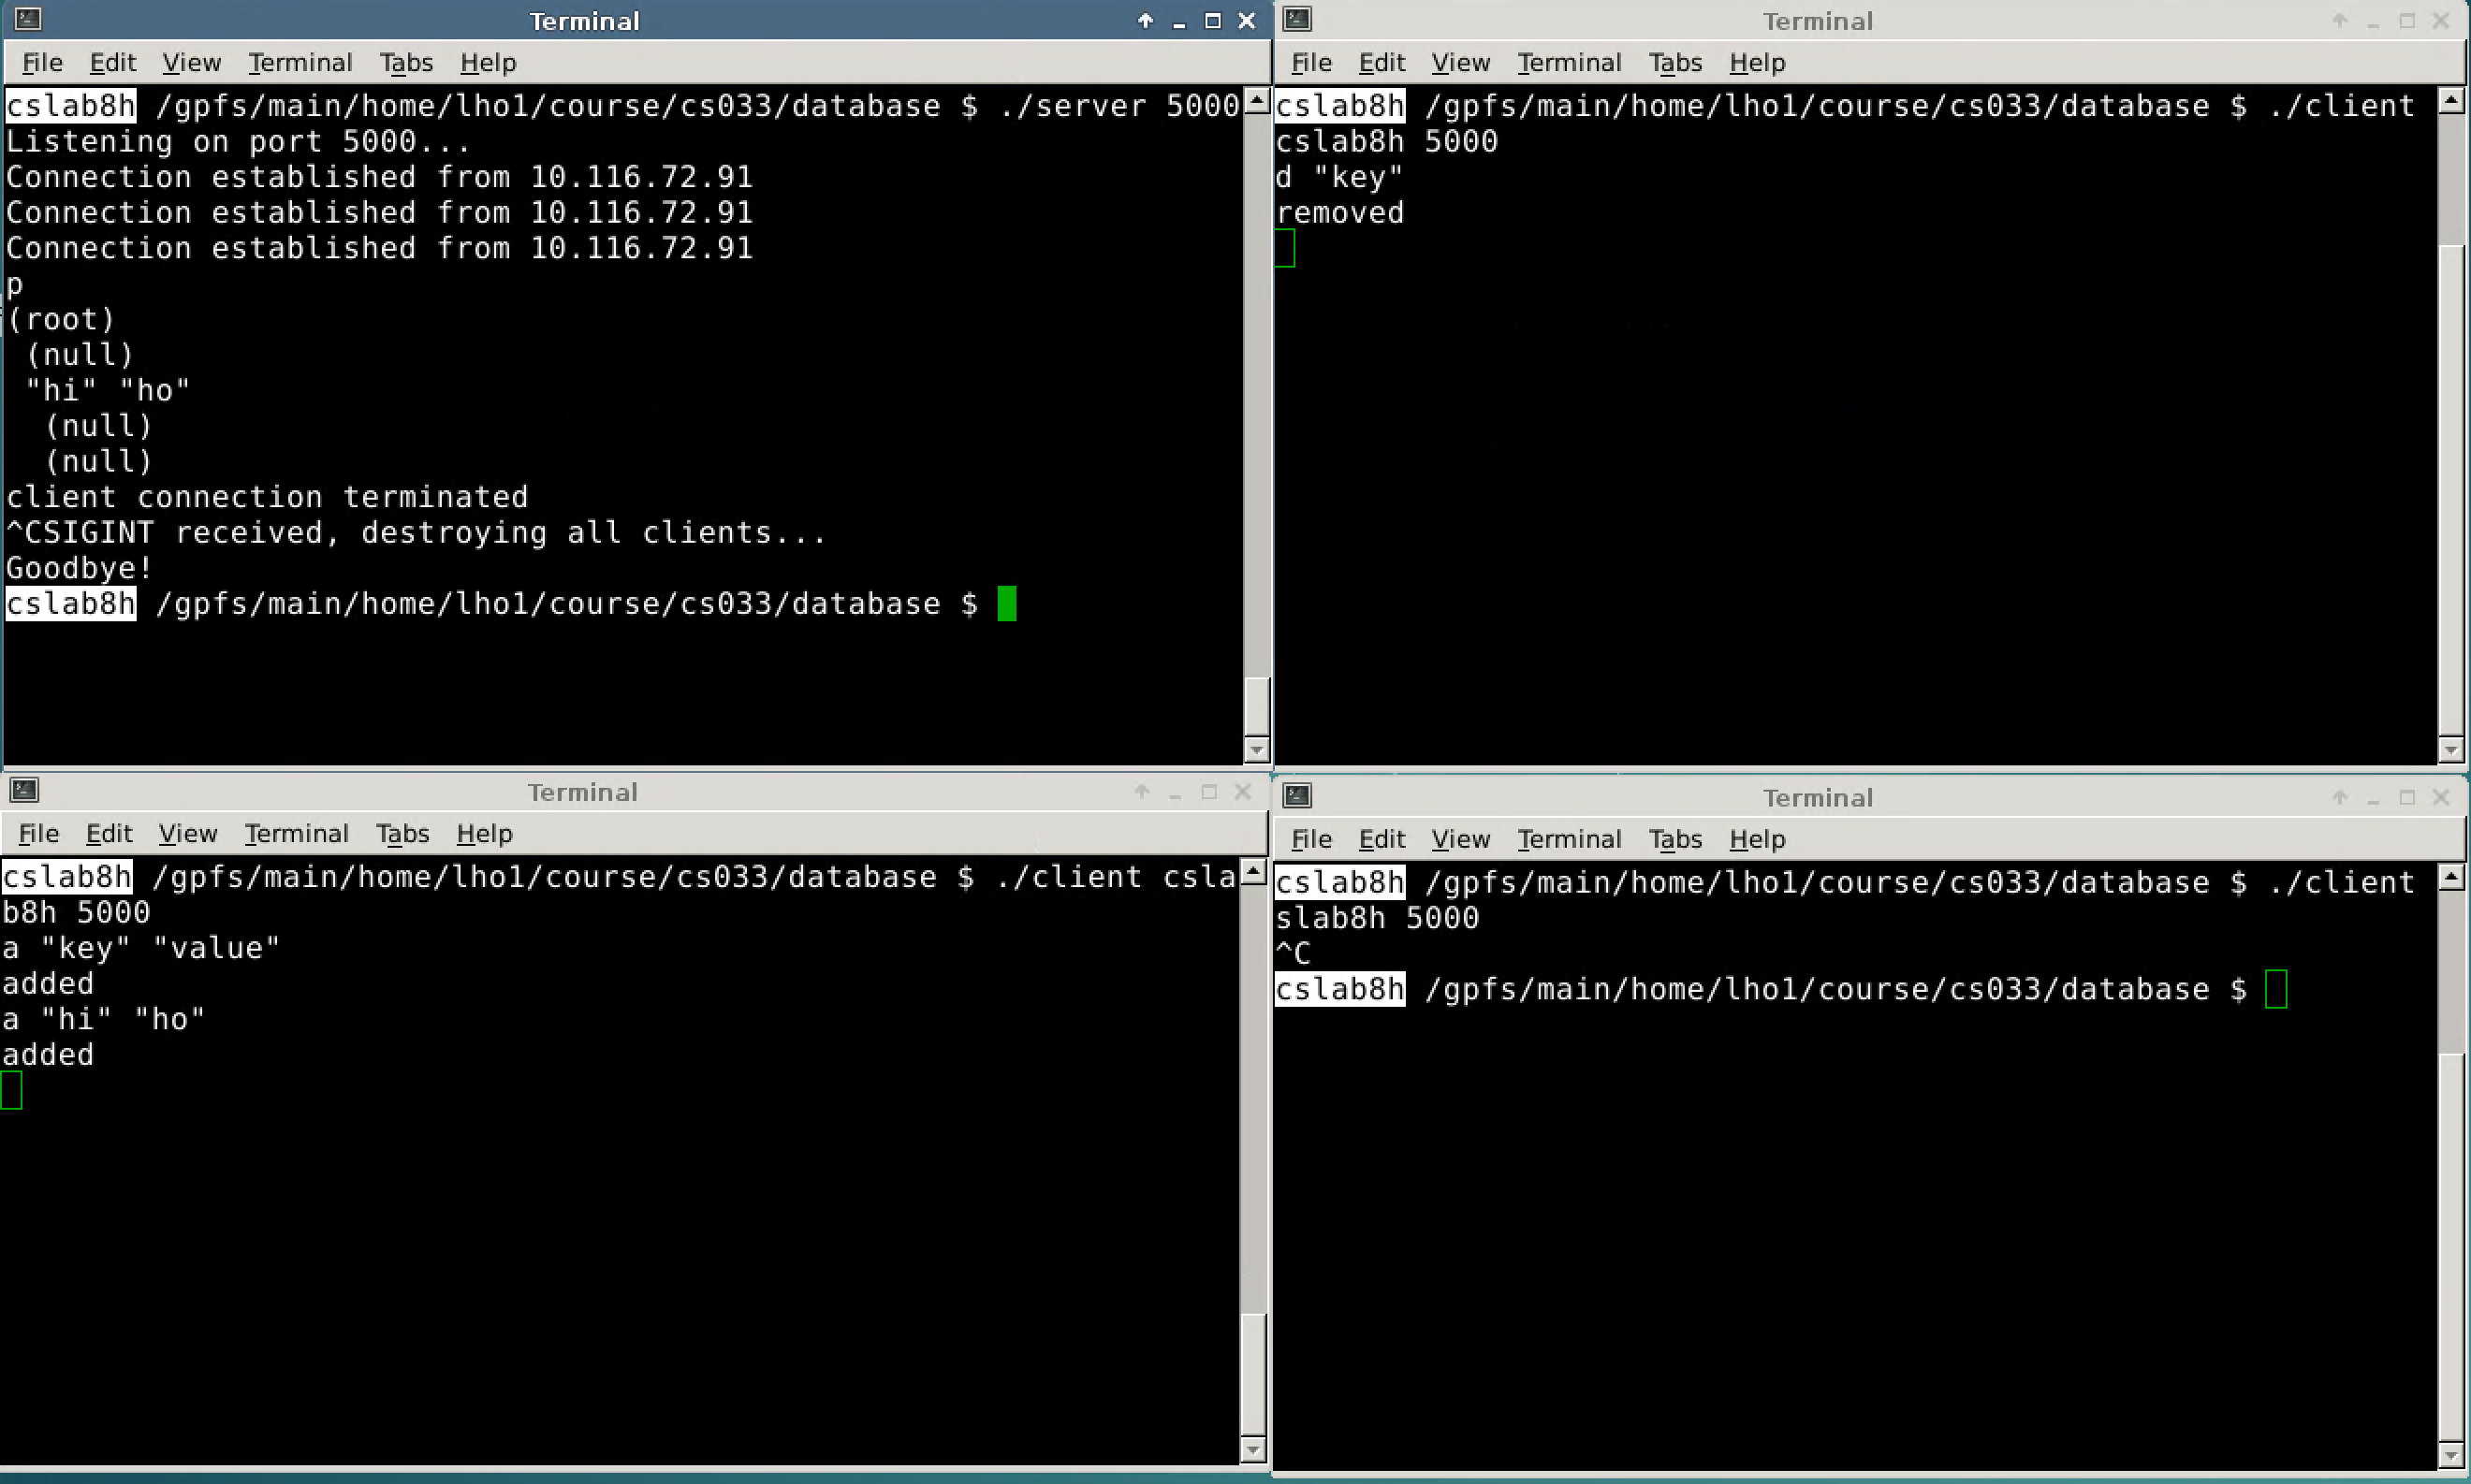 Terminal
File Edit View Terminal Tabs Help
cslab8h /gpfs/main/home/lho1/course/cs033/database $ ./server 5000
Listening on port 5000...
Connection established from 10.116.72.91
Connection established from 10.116.72.91
Connection established from 10.116.72.91
p
(root)
(null)
"hi" "ho"
(null)
(null)
client connection terminated
^CSIGINT received, destroying all clients...
Goodbye!
cslab8h /gpfs/main/home/lho1/course/cs033/database $
Terminal
File Edit View Terminal Tabs Help
cslab8h /gpfs/main/home/lho1/course/cs033/database $ ./client
cslab8h 5000
d "key"
removed
Terminal
File Edit View Terminal Tabs Help
cslab8h /gpfs/main/home/lho1/course/cs033/database $ ./client csla
b8h 5000
a "key" "value"
added
a "hi" "ho"
added
Terminal
File Edit View Terminal Tabs Help
cslab8h /gpfs/main/home/lho1/course/cs033/database $ ./client
slab8h 5000
^C
cslab8h /gpfs/main/home/lho1/course/cs033/database $